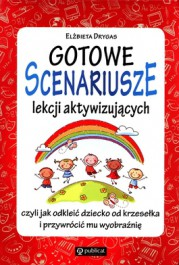 ELŻBIETA DRYGAS
GOTOWE
SCENARIUSZE
lekcji aktywizujących
czyli jak odkleić dziecko od krzesełka
i przywrócić mu wyobraźnię
publicat